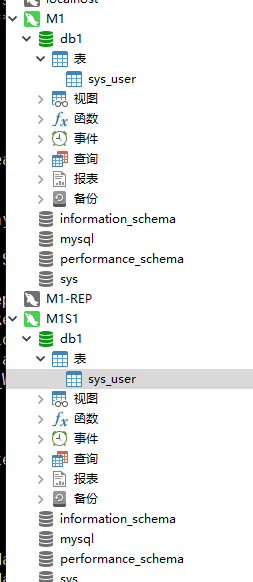 localhost
M1
db1
表
sys_user
视图
fx 函数
事件
查询
报表
备份
information_schema
mysql
performance_schema
sys
M1-REP
M1S1
db1
表
sys_user
视图
fx 函数
事件
查询
报表
备份
information_schema
mysql
performance_schema
sys